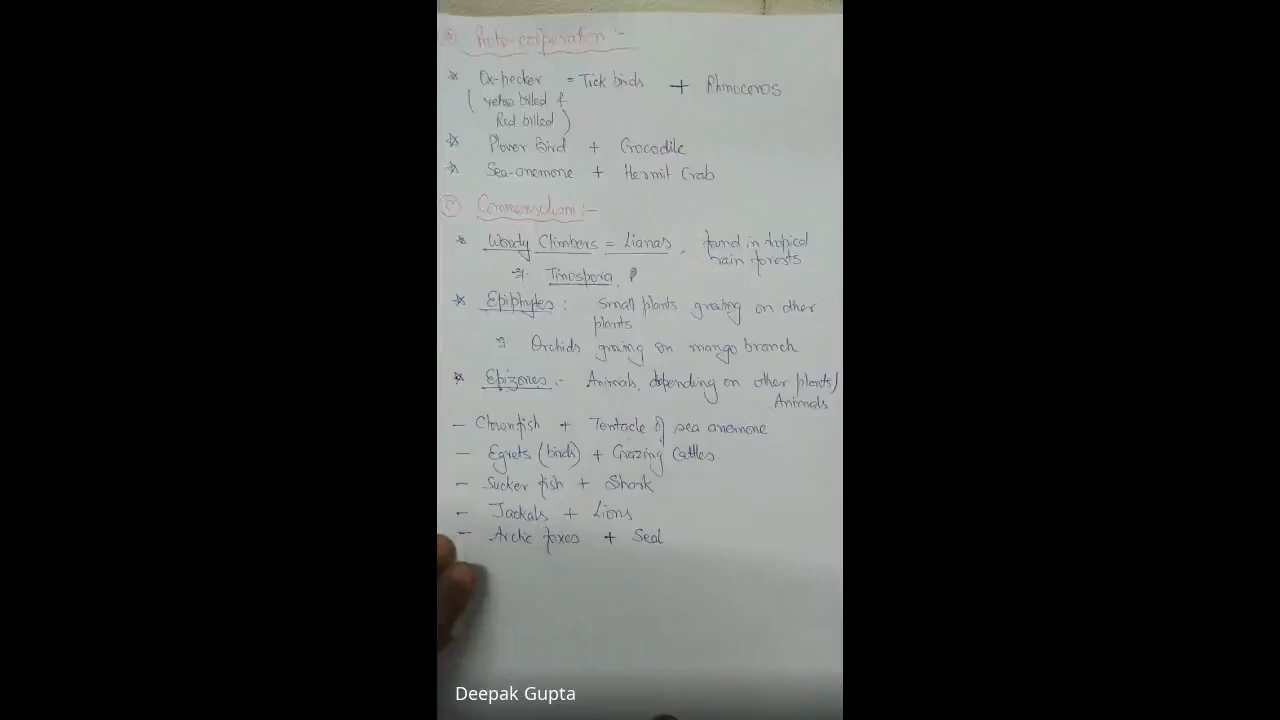 Proto-corporation :-
* Ox-pecker = Tick birds + Rhinoceros
( yellow billed &
Red billed )
* Plover Bird + Crocodile
* Sea-anemone + Hermit Crab
Commensalism :-
* Woody Climbers = Lianas, found in tropical
rain forests
Tinospora,
* Epiphytes : small plants growing on other
plants
Orchids growing on mango branch
* Epizones :- Animals, depending on other plants/
Animals
- Clownfish + Tentacle of sea anemone
- Egrets (birds) + Grazing Cattles
- Sucker fish + Shark
- Jackals + Lions
- Arctic foxes + Seal
Deepak Gupta